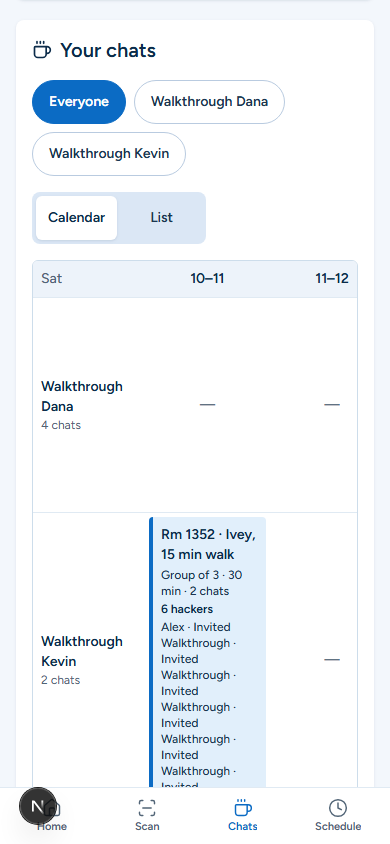 Your chats
Everyone
Walkthrough Dana
Walkthrough Kevin
Calendar
List
Sat
10–11
11–12
Walkthrough
Dana
4 chats
—
—
Walkthrough
Kevin
2 chats
Rm 1352 · Ivey,
15 min walk
Group of 3 · 30
min · 2 chats
6 hackers
Alex · Invited
Walkthrough ·
Invited
Walkthrough ·
Invited
Walkthrough ·
Invited
Walkthrough ·
Invited
Walkthrough ·
Invited
—
N
Home
Scan
Chats
Schedule